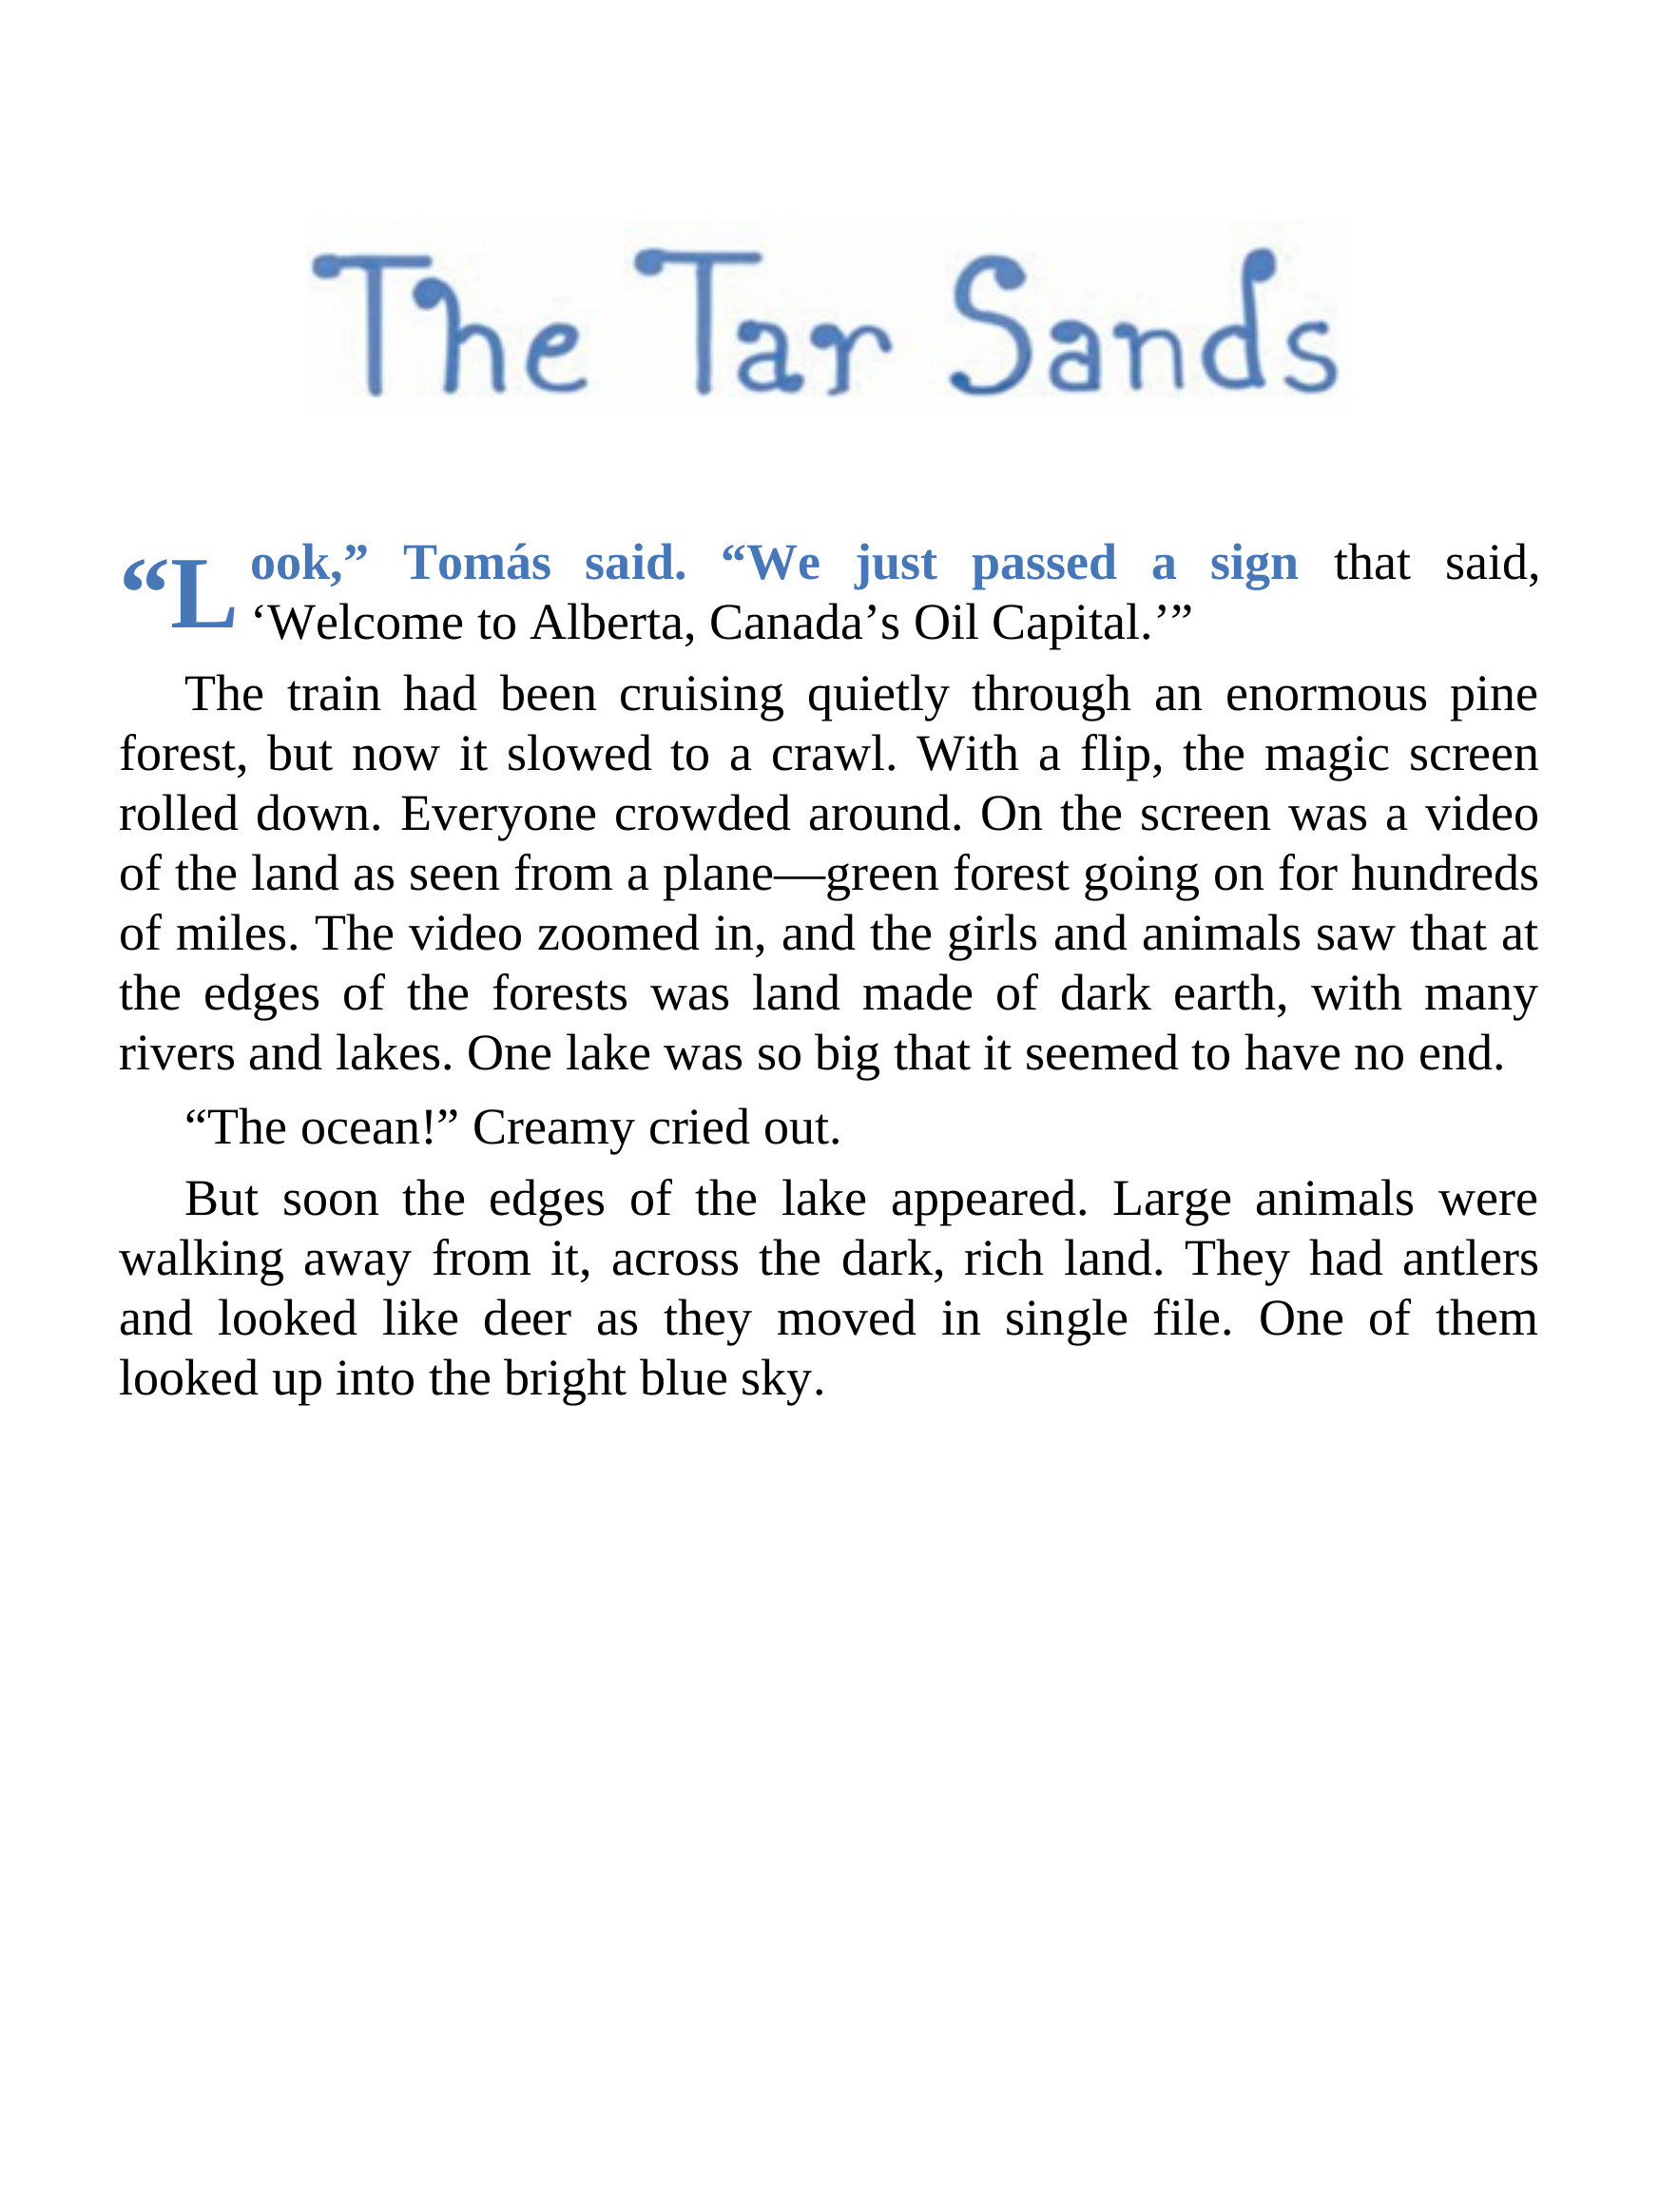 The Tar Sands
“Look,” Tomás said. “We just passed a sign that said,
‘Welcome to Alberta, Canada’s Oil Capital.’”
The train had been cruising quietly through an enormous pine
forest, but now it slowed to a crawl. With a flip, the magic screen
rolled down. Everyone crowded around. On the screen was a video
of the land as seen from a plane—green forest going on for hundreds
of miles. The video zoomed in, and the girls and animals saw that at
the edges of the forests was land made of dark earth, with many
rivers and lakes. One lake was so big that it seemed to have no end.
“The ocean!” Creamy cried out.
But soon the edges of the lake appeared. Large animals were
walking away from it, across the dark, rich land. They had antlers
and looked like deer as they moved in single file. One of them
looked up into the bright blue sky.